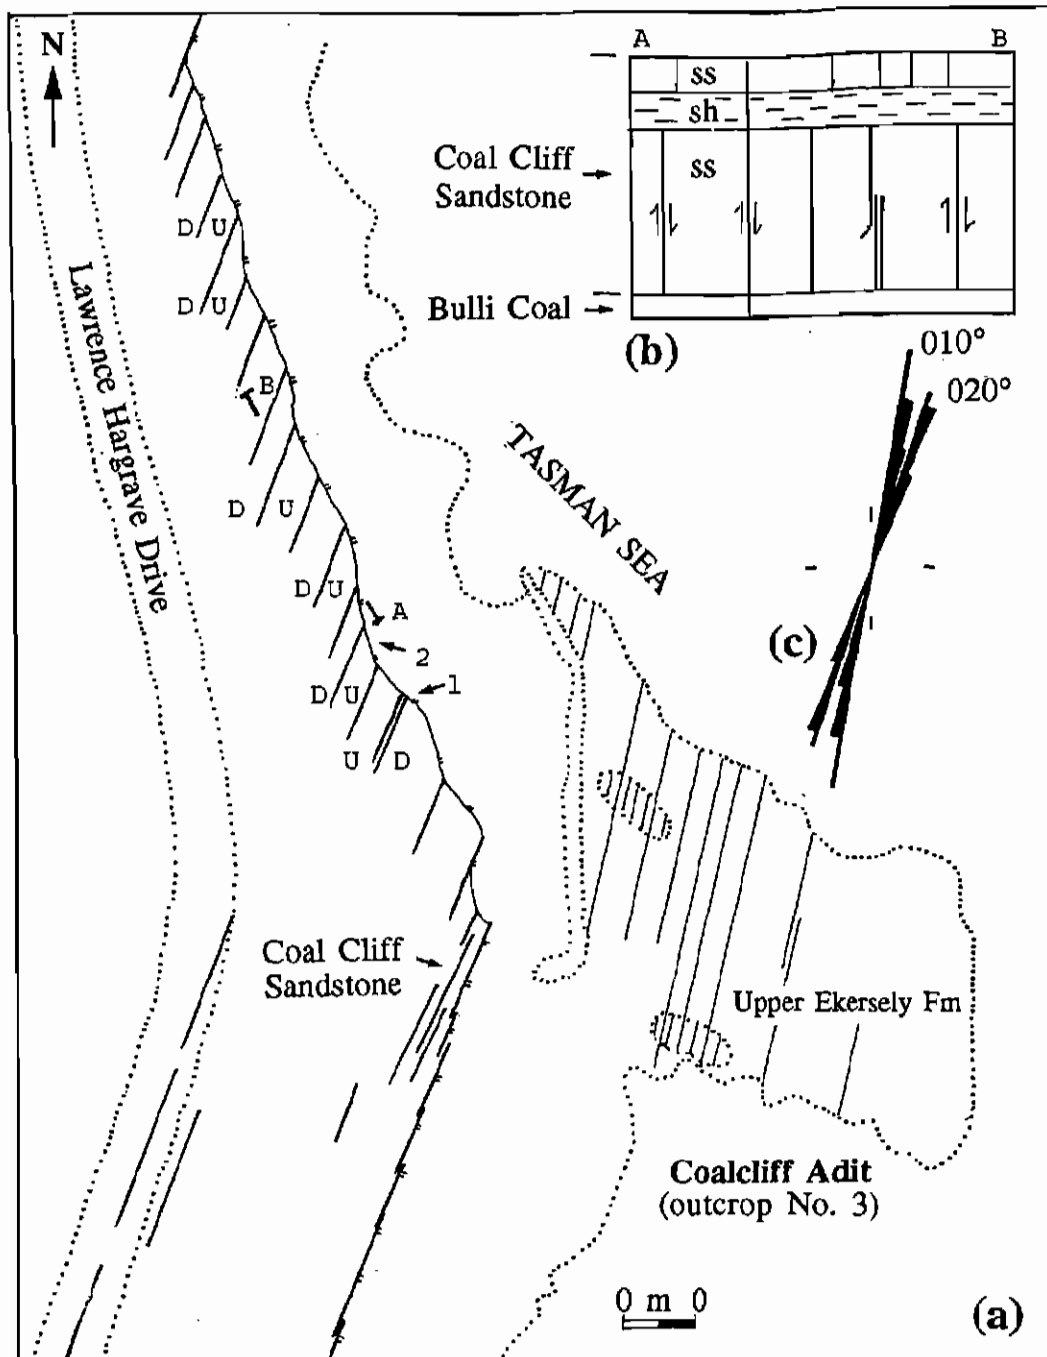 N
A
B
ss
sh
ss
Coal Cliff
Sandstone
Bulli Coal
(b)
010°
020°
(c)
D U
D U
B
D U
D U
A
2
D U
1
U D
Lawrence Hargrave Drive
TASMAN SEA
Coal Cliff
Sandstone
Upper Ekersely Fm
Coalcliff Adit
(outcrop No. 3)
0 m 0
(a)